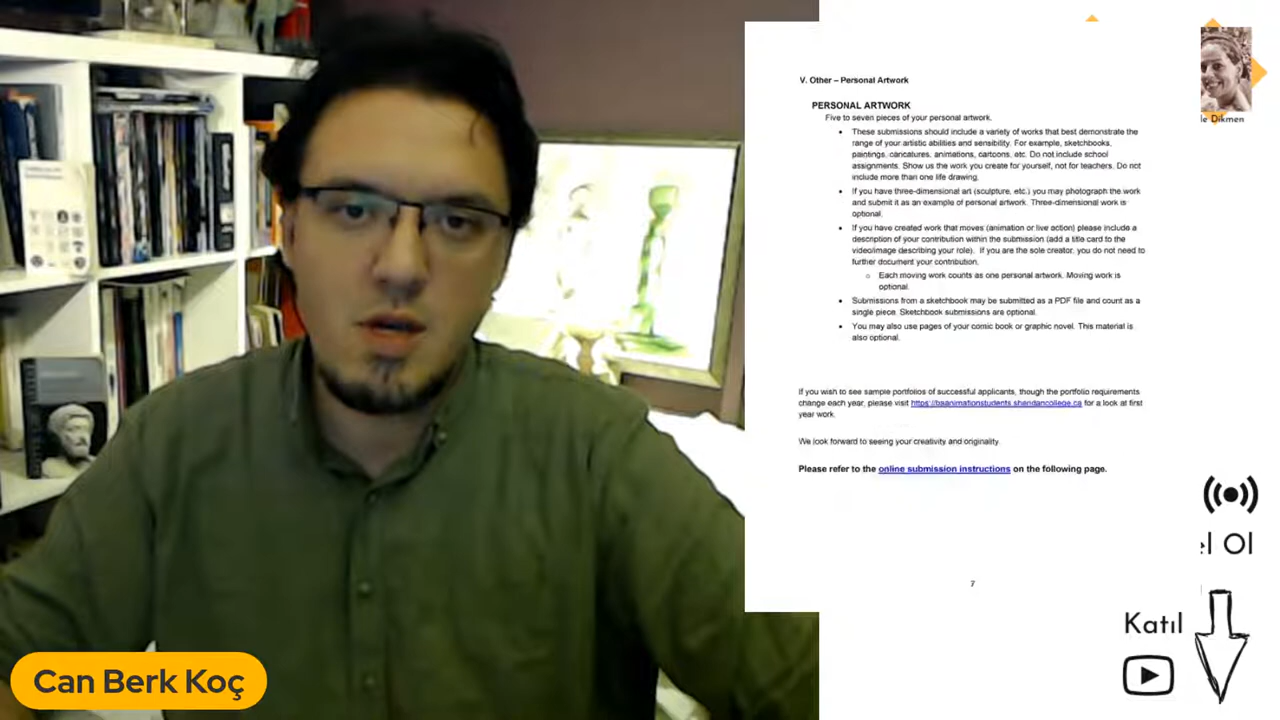 V. Other – Personal Artwork
PERSONAL ARTWORK
Five to seven pieces of your personal artwork.
• These submissions should include a variety of works that best demonstrate the
range of your artistic abilities and sensibility. For example, sketchbooks,
paintings, caricatures, animations, cartoons, etc. Do not include school
assignments. Show us the work you create for yourself, not for teachers. Do not
include more than one life drawing.
• If you have three-dimensional art (sculpture, etc.) you may photograph the work
and submit it as an example of personal artwork. Three-dimensional work is
optional.
• If you have created work that moves (animation or live action) please include a
description of your contribution within the submission (add a title card to the
video/image describing your role). If you are the sole creator, you do not need to
further document your contribution.
o Each moving work counts as one personal artwork. Moving work is
optional.
• Submissions from a sketchbook may be submitted as a PDF file and count as a
single piece. Sketchbook submissions are optional.
• You may also use pages of your comic book or graphic novel. This material is
also optional.
If you wish to see sample portfolios of successful applicants, though the portfolio requirements
change each year, please visit https://baanimationstudents.sheridancollege.ca for a look at first
year work.
We look forward to seeing your creativity and originality.
Please refer to the online submission instructions on the following page.
7
le Dikmen
el Ol
Katıl
Can Berk Koç